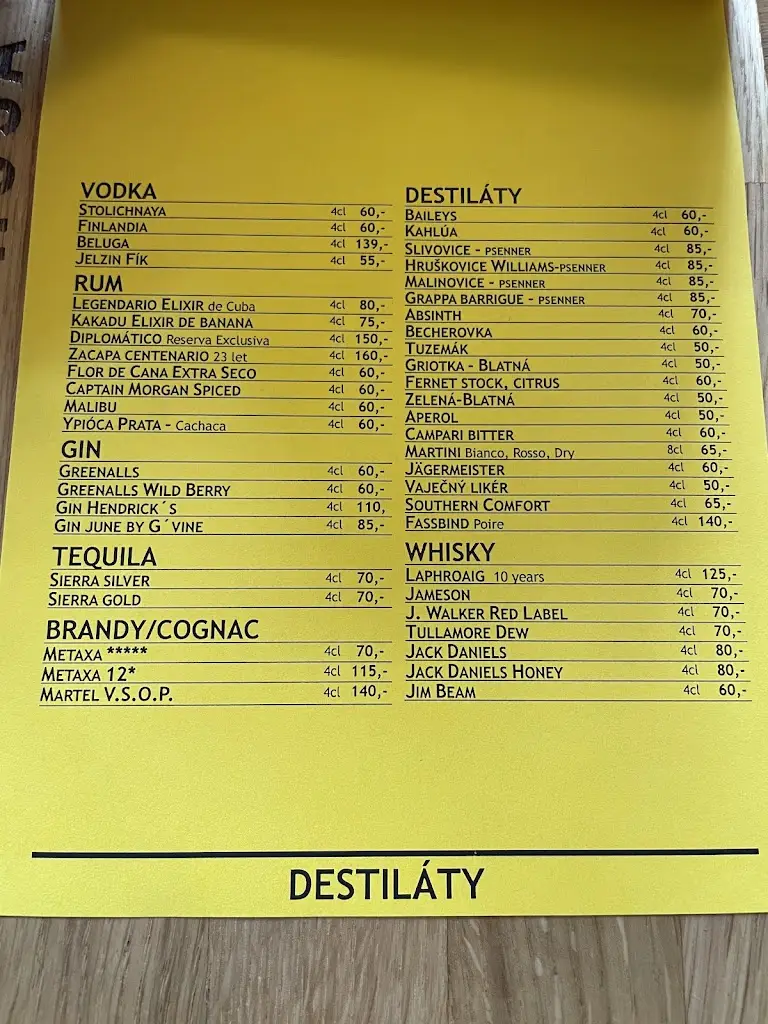 VODKA
STOLICHNAYA 4cl 60,-
FINLANDIA 4cl 60,-
BELUGA 4cl 139,-
JELZIN FÍK 4cl 55,-
RUM
LEGENDARIO ELIXIR de Cuba 4cl 80,-
KAKADU ELIXIR DE BANANA 4cl 75,-
DIPLOMÁTICO Reserva Exclusiva 4cl 150,-
ZACAPA CENTENARIO 23 let 4cl 160,-
FLOR DE CANA EXTRA SECO 4cl 60,-
CAPTAIN MORGAN SPICED 4cl 60,-
MALIBU 4cl 60,-
YPIÓCA PRATA - Cachaca 4cl 60,-
GIN
GREENALLS 4cl 60,-
GREENALLS WILD BERRY 4cl 60,-
GIN HENDRICK´S 4cl 110,
GIN JUNE BY G´VINE 4cl 85,-
TEQUILA
SIERRA SILVER 4cl 70,-
SIERRA GOLD 4cl 70,-
BRANDY/COGNAC
METAXA ***** 4cl 70,-
METAXA 12* 4cl 115,-
MARTEL V.S.O.P. 4cl 140,-
DESTILÁTY
BAILEYS 4cl 60,-
KAHLÚA 4cl 60,-
SLIVOVICE - PSENNER 4cl 85,-
HRUŠKOVICE WILLIAMS-PSENNER 4cl 85,-
MALINOVICE - PSENNER 4cl 85,-
GRAPPA BARRIGUE - PSENNER 4cl 85,-
ABSINTH 4cl 70,-
BECHEROVKA 4cl 60,-
TUZEMÁK 4cl 50,-
GRIOTKA - BLATNÁ 4cl 50,-
FERNET STOCK, CITRUS 4cl 60,-
ZELENÁ-BLATNÁ 4cl 50,-
APEROL 4cl 50,-
CAMPARI BITTER 4cl 60,-
MARTINI Bianco, Rosso, Dry 8cl 65,-
JÄGERMEISTER 4cl 60,-
VAJEČNÝ LIKÉR 4cl 50,-
SOUTHERN COMFORT 4cl 65,-
FASSBIND Poire 4cl 140,-
WHISKY
LAPHROAIG 10 years 4cl 125,-
JAMESON 4cl 70,-
J. WALKER RED LABEL 4cl 70,-
TULLAMORE DEW 4cl 70,-
JACK DANIELS 4cl 80,-
JACK DANIELS HONEY 4cl 80,-
JIM BEAM 4cl 60,-
DESTILÁTY